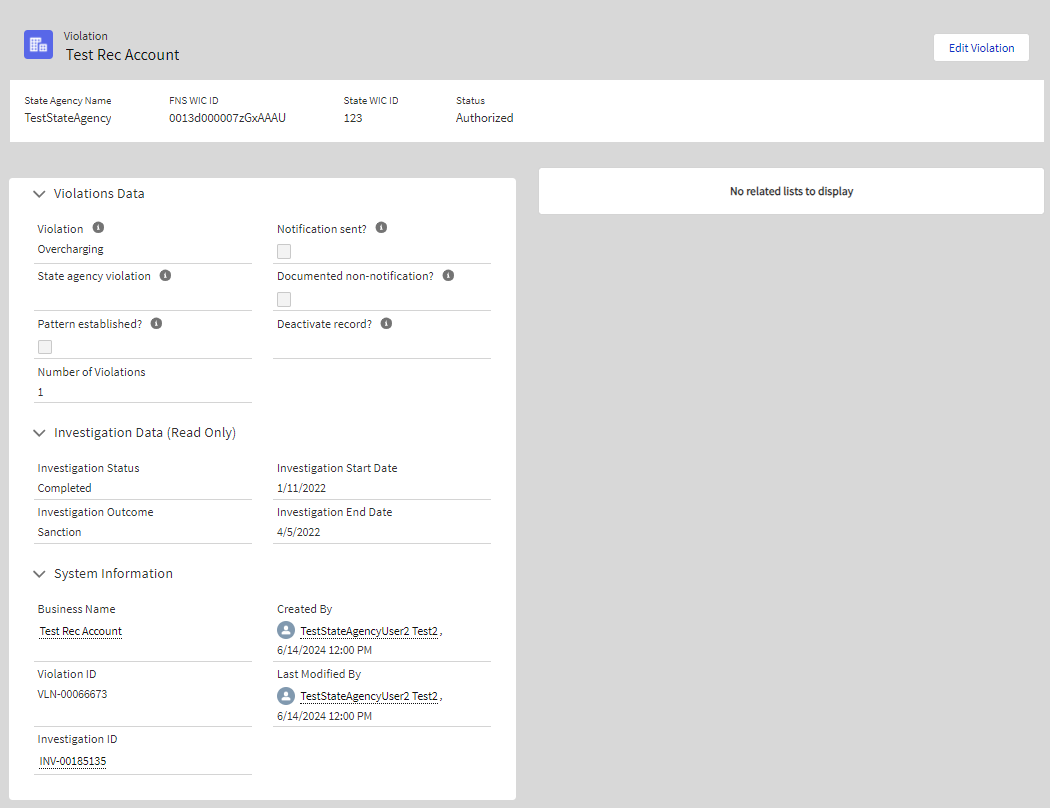 Violation
Test Rec Account
Edit Violation
State Agency Name
TestStateAgency
FNS WIC ID
0013d000007zGxAAAU
State WIC ID
123
Status
Authorized
Violations Data
Violation
Overcharging
Notification sent?
State agency violation
Documented non-notification?
Pattern established?
Deactivate record?
Number of Violations
1
Investigation Data (Read Only)
Investigation Status
Completed
Investigation Start Date
1/11/2022
Investigation Outcome
Sanction
Investigation End Date
4/5/2022
System Information
Business Name
Test Rec Account
Created By
TestStateAgencyUser2 Test2,
6/14/2024 12:00 PM
Violation ID
VLN-00066673
Last Modified By
TestStateAgencyUser2 Test2,
6/14/2024 12:00 PM
Investigation ID
INV-00185135
No related lists to display